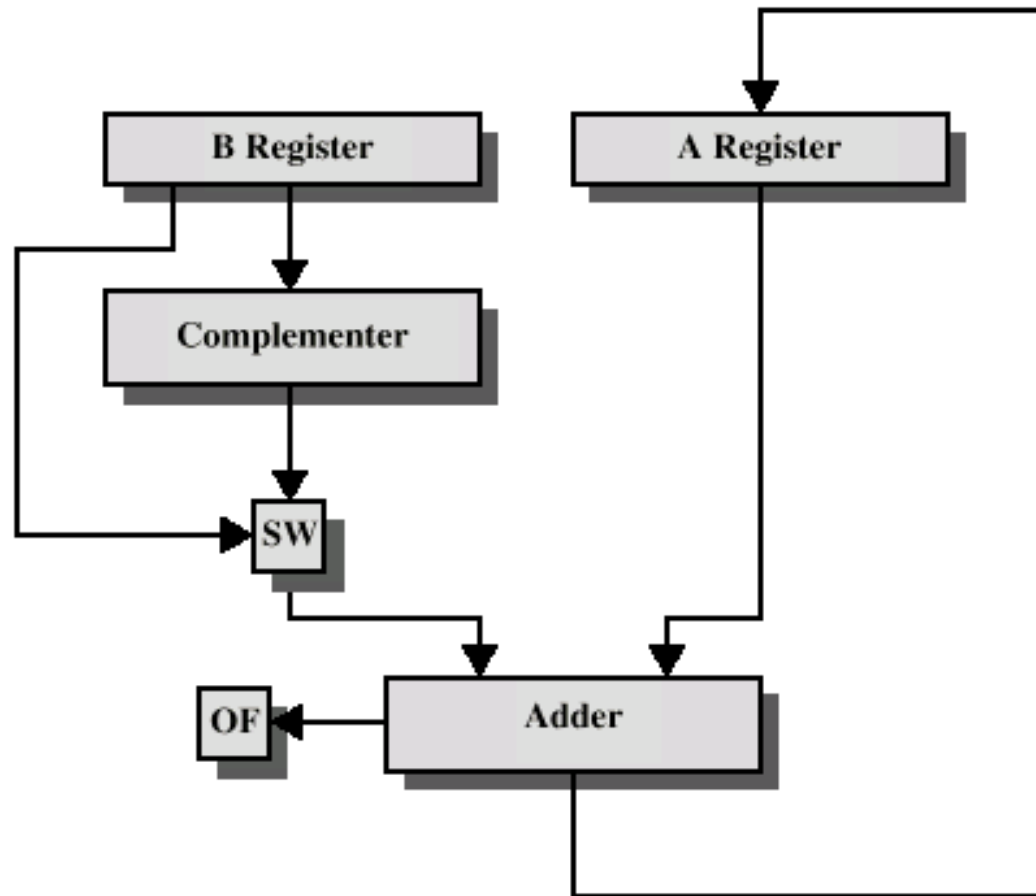 B Register
A Register
Complementer
SW
OF
Adder